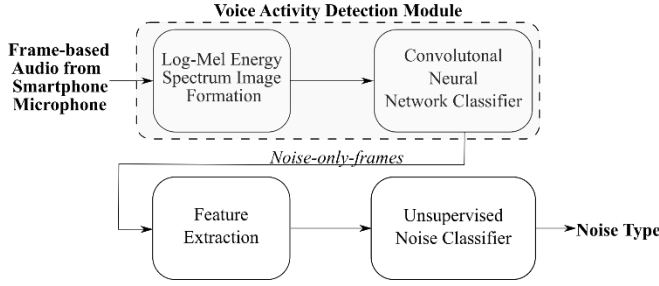 Voice Activity Detection Module
Frame-based
Audio from
Smartphone
Microphone
Log-Mel Energy
Spectrum Image
Formation
Convolutonal
Neural
Network Classifier
Noise-only-frames
Feature
Extraction
Unsupervised
Noise Classifier
Noise Type